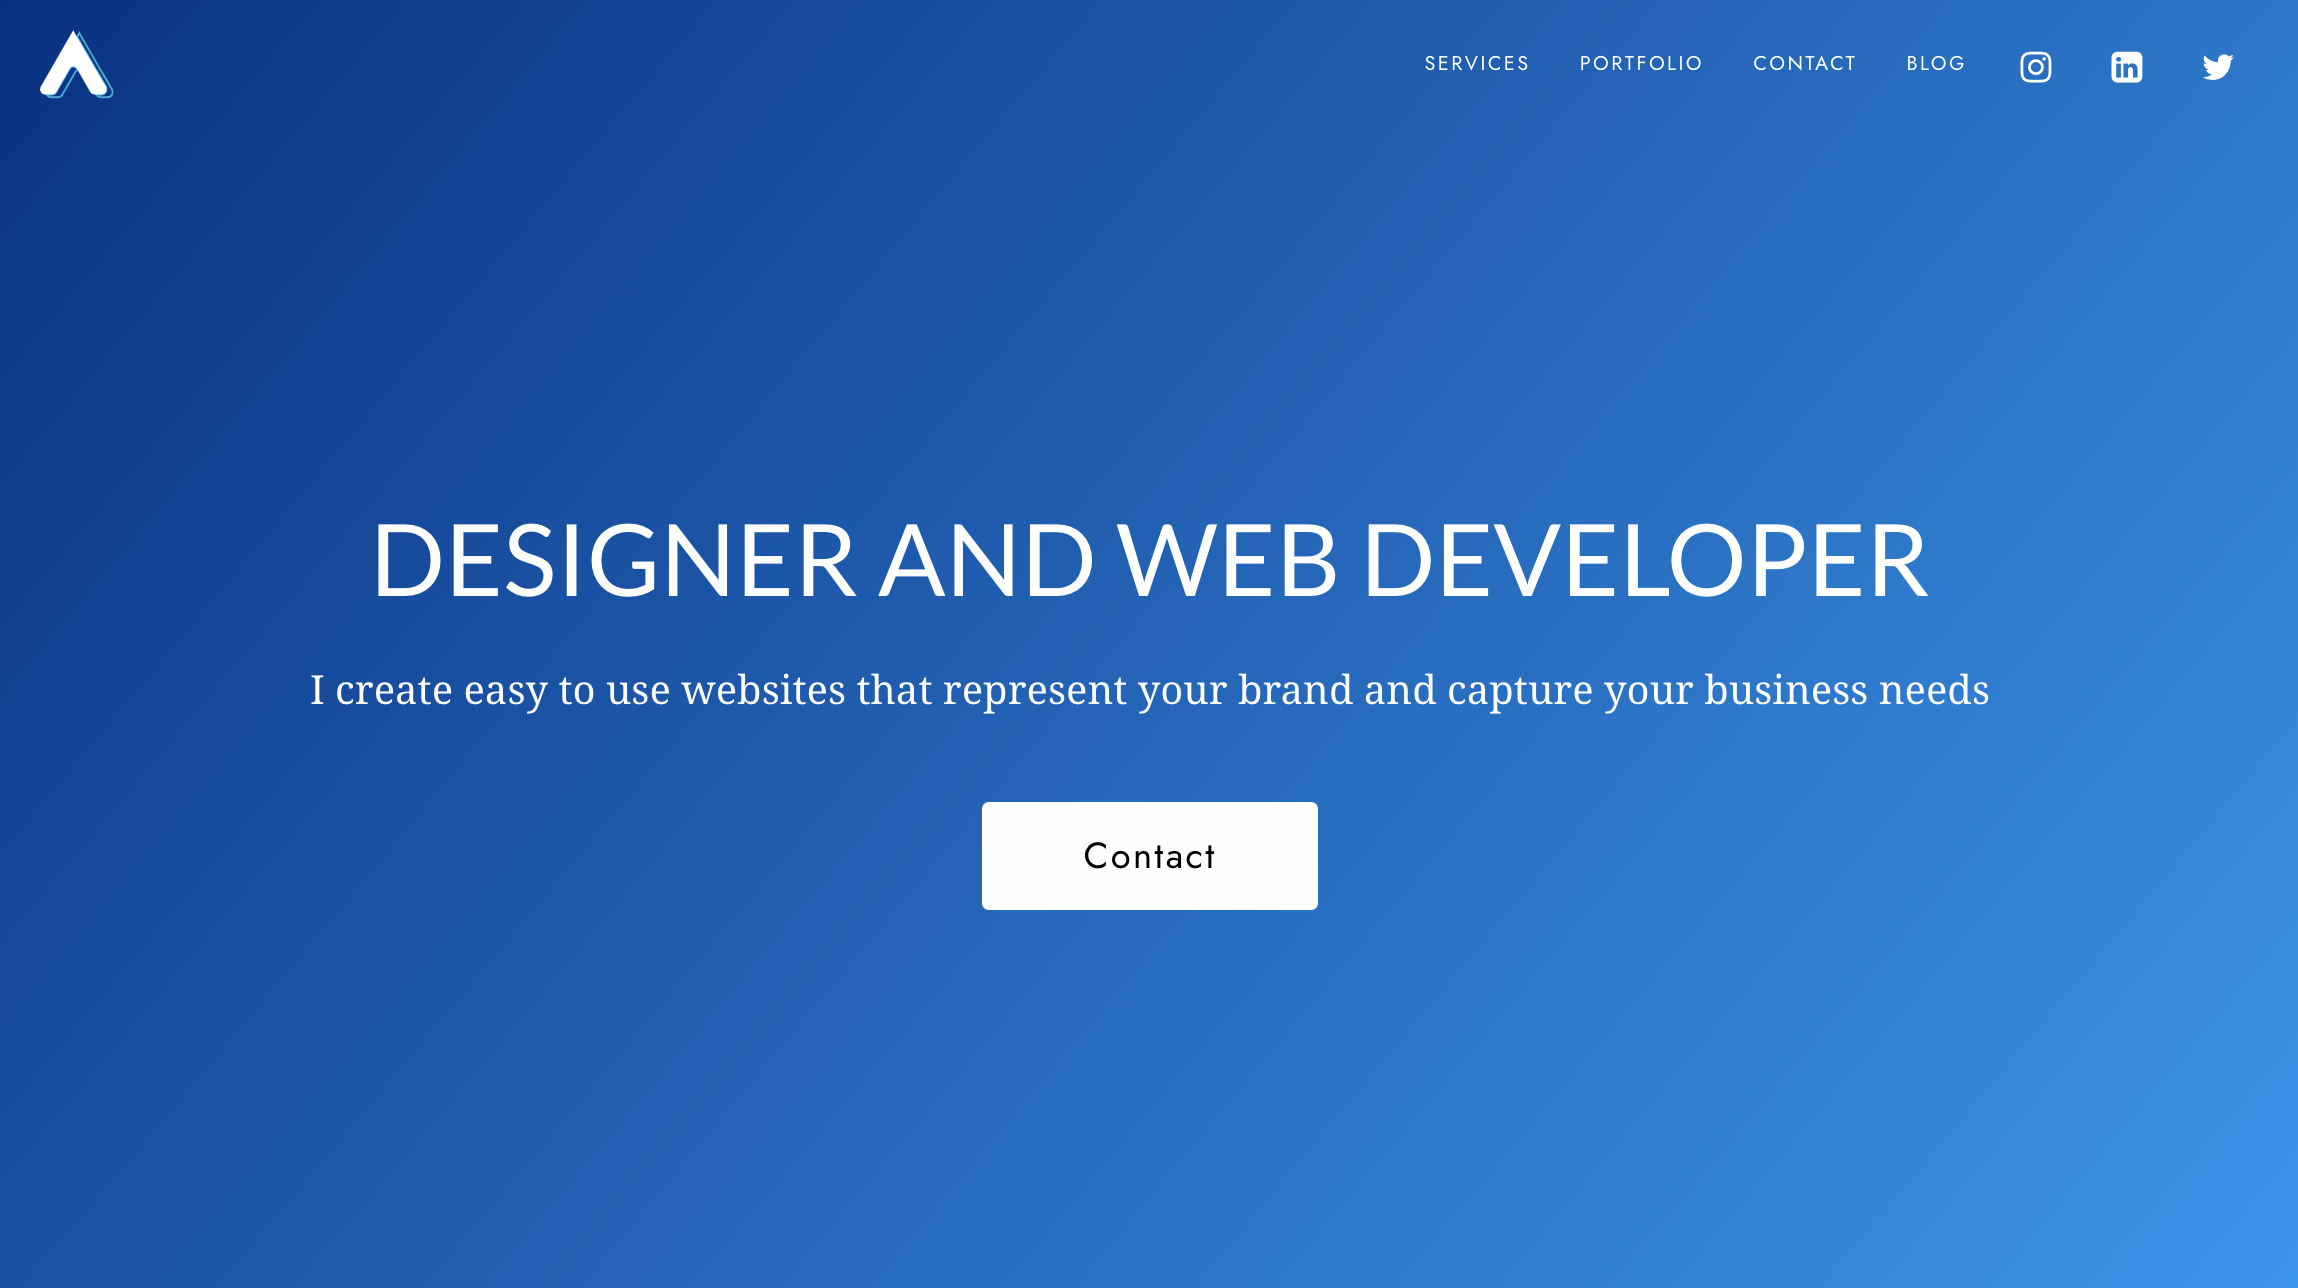 SERVICES PORTFOLIO CONTACT BLOG
DESIGNER AND WEB DEVELOPER
I create easy to use websites that represent your brand and capture your business needs
Contact